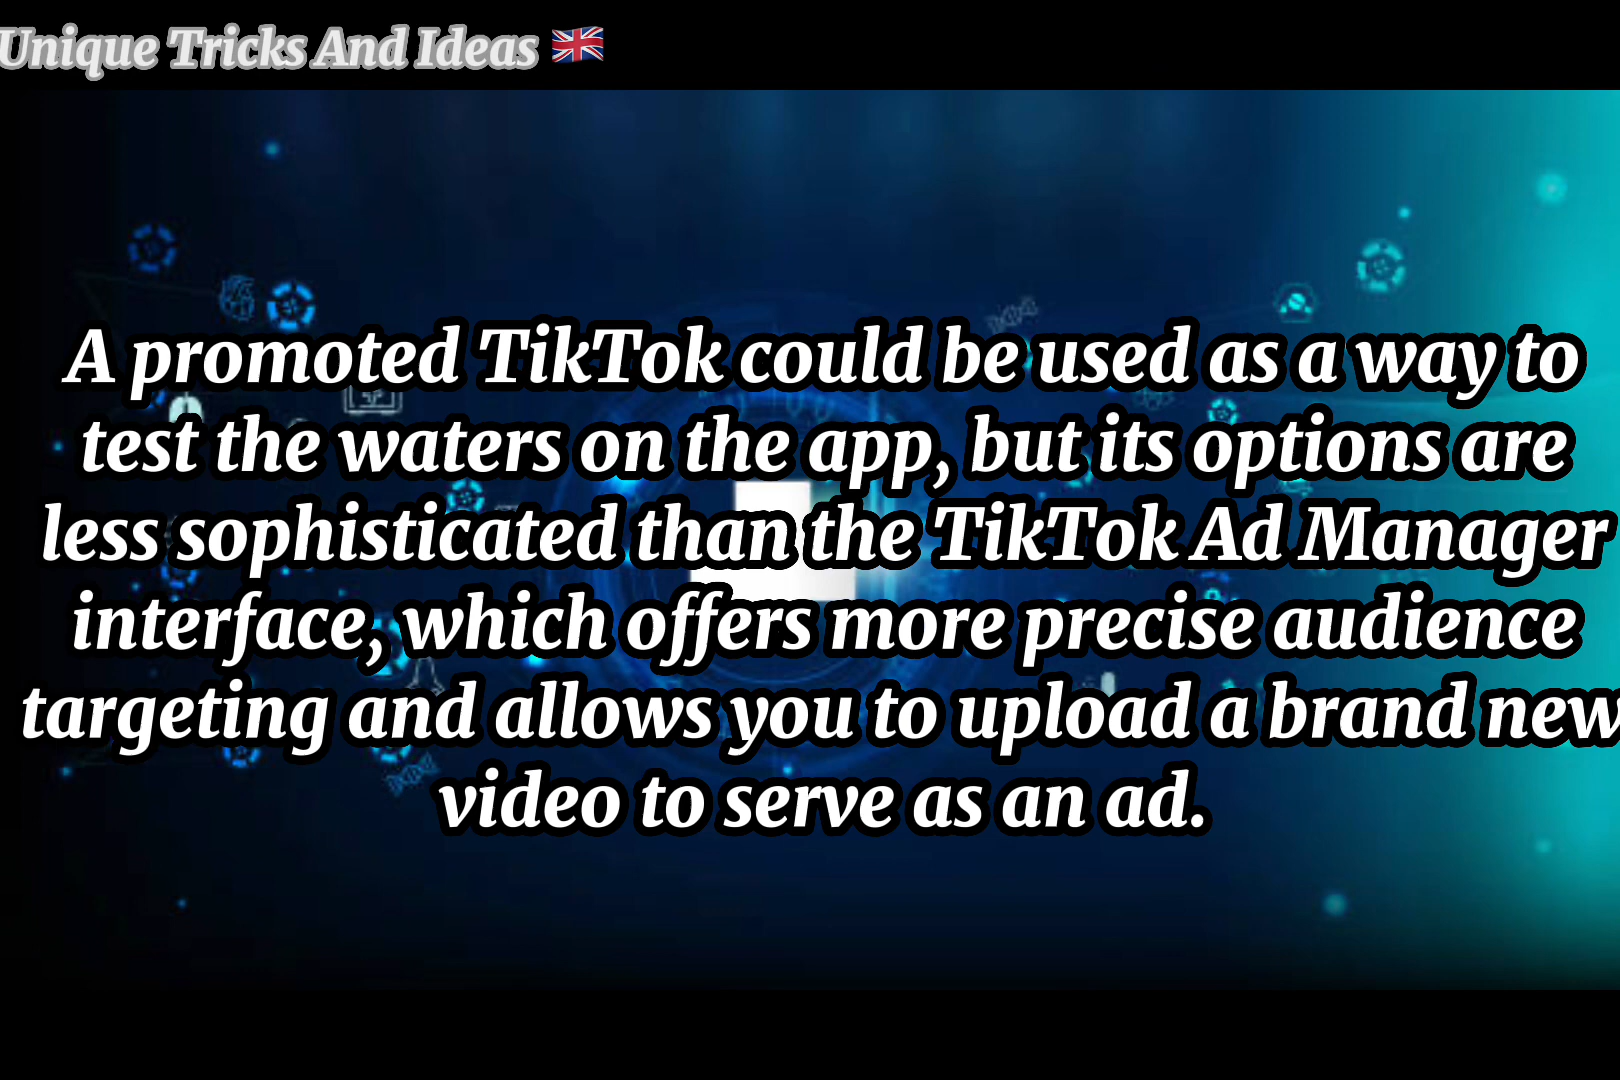 Unique Tricks And Ideas 🇬🇧
A promoted TikTok could be used as a way to
test the waters on the app, but its options are
less sophisticated than the TikTok Ad Manager
interface, which offers more precise audience
targeting and allows you to upload a brand new
video to serve as an ad.